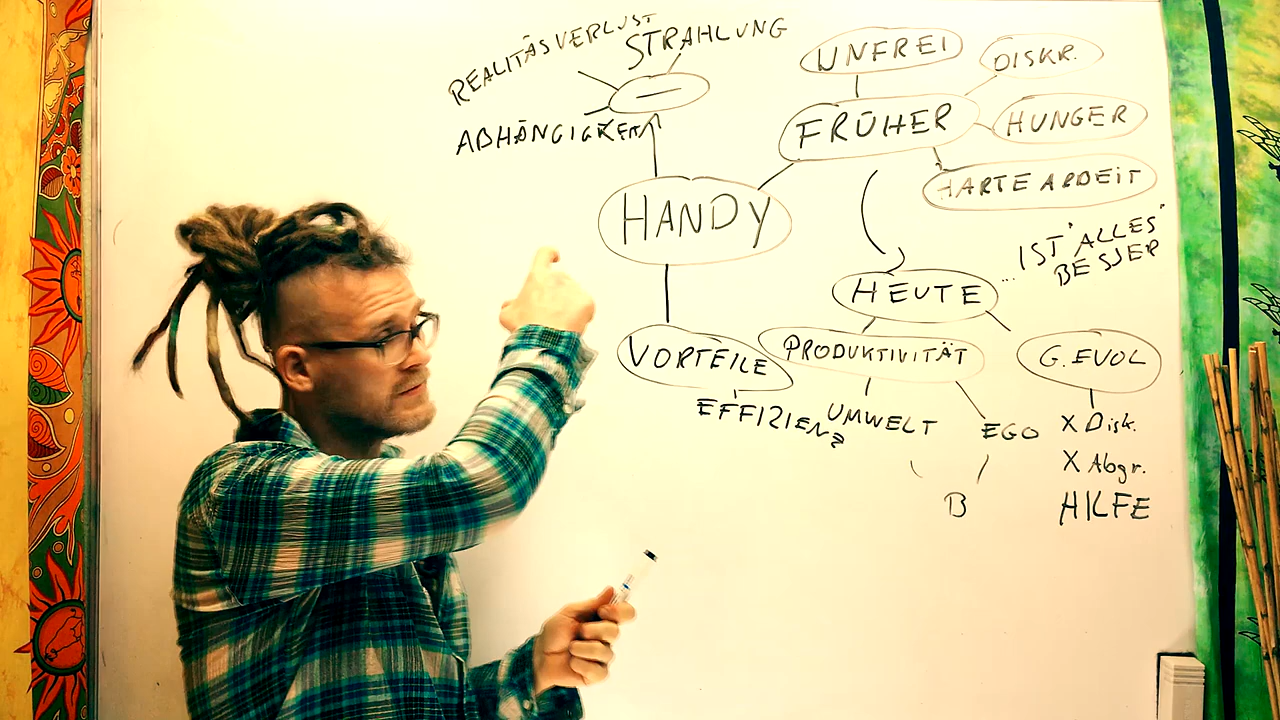 REALITÄSVERLUST
STRAHLUNG
—
ABHÄNGIGKEIT
HANDY
UNFREI
DISKR.
FRÜHER
HUNGER
HARTE ARBEIT
HEUTE
...IST "ALLES"
BESSER
VORTEILE
EFFIZIENZ
PRODUKTIVITÄT
UMWELT
EGO
B
G. EVOL
X Disk.
X Abgr.
HILFE